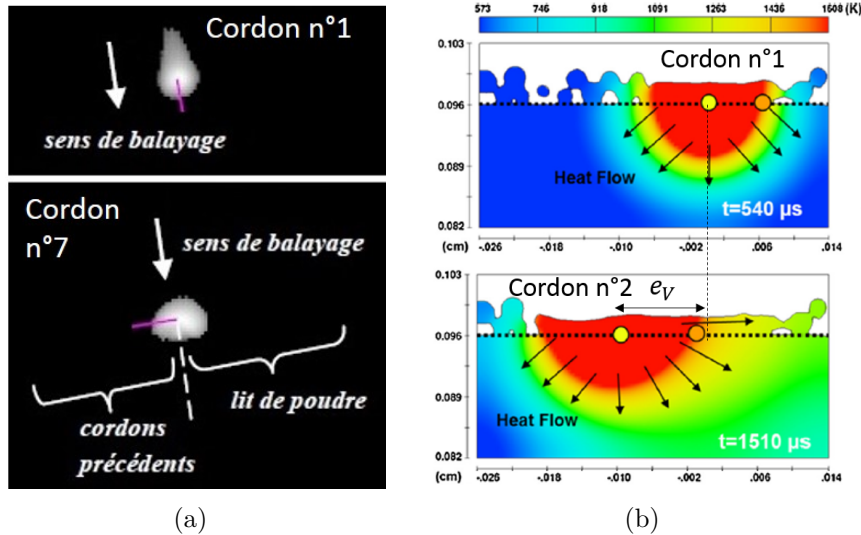 Cordon n°1
sens de balayage
Cordon
n°7
sens de balayage
lit de poudre
cordons
précédents
(a)
573 746 918 1091 1263 1436 1608 (K)
0.103
Cordon n°1
0.096
0.089
Heat Flow
t=540 µs
0.082
(cm) -.026 -.018 -.010 -.002 .006 .014
0.103
Cordon n°2 eV
0.096
0.089
Heat Flow
t=1510 µs
0.082
(cm) -.026 -.018 -.010 -.002 .006 .014
(b)